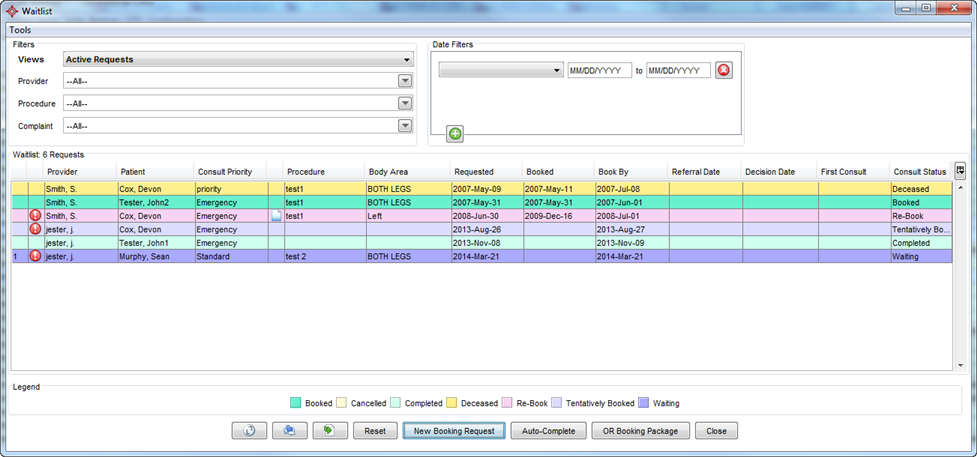 Waitlist
Tools
Filters
Views Active Requests
Provider --All--
Procedure --All--
Complaint --All--
Date Filters
MM/DD/YYYY to MM/DD/YYYY
Waitlist: 6 Requests
Provider Patient Consult Priority Procedure Body Area Requested Booked Book By Referral Date Decision Date First Consult Consult Status
Smith, S. Cox, Devon priority test1 BOTH LEGS 2007-May-09 2007-May-11 2007-Jul-08 Deceased
Smith, S. Tester, John2 Emergency test1 BOTH LEGS 2007-May-31 2007-May-31 2007-Jun-01 Booked
Smith, S. Cox, Devon Emergency test1 Left 2008-Jun-30 2009-Dec-16 2008-Jul-01 Re-Book
jester, j. Cox, Devon Emergency 2013-Aug-26 2013-Aug-27 Tentatively Bo...
jester, j. Tester, John1 Emergency 2013-Nov-08 2013-Nov-09 Completed
1 jester, j. Murphy, Sean Standard test 2 BOTH LEGS 2014-Mar-21 2014-Mar-21 Waiting
Legend
Booked Cancelled Completed Deceased Re-Book Tentatively Booked Waiting
Reset New Booking Request Auto-Complete OR Booking Package Close